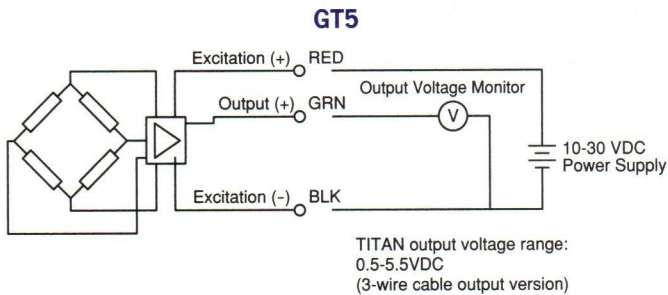 GT5
Excitation (+) RED
Output Voltage Monitor
Output (+) GRN
V
10-30 VDC
Power Supply
Excitation (-) BLK
TITAN output voltage range:
0.5-5.5VDC
(3-wire cable output version)